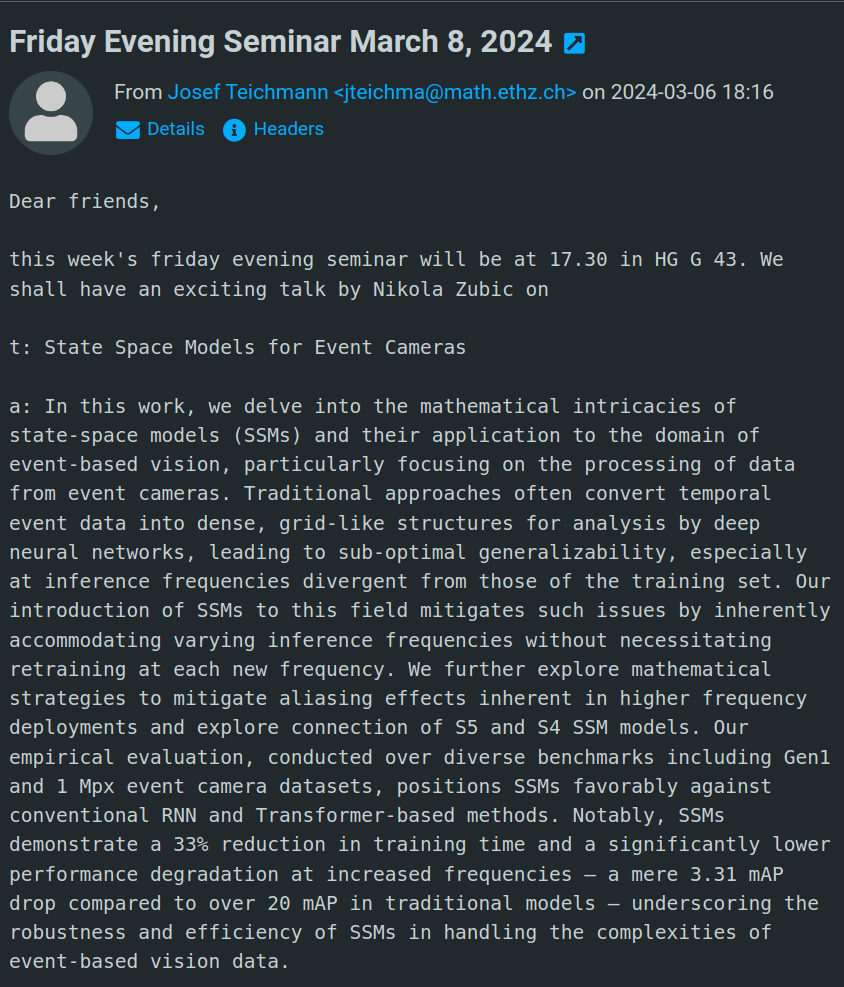 Friday Evening Seminar March 8, 2024
From Josef Teichmann <jteichma@math.ethz.ch> on 2024-03-06 18:16
Details Headers
Dear friends,
this week's friday evening seminar will be at 17.30 in HG G 43. We
shall have an exciting talk by Nikola Zubic on
t: State Space Models for Event Cameras
a: In this work, we delve into the mathematical intricacies of
state-space models (SSMs) and their application to the domain of
event-based vision, particularly focusing on the processing of data
from event cameras. Traditional approaches often convert temporal
event data into dense, grid-like structures for analysis by deep
neural networks, leading to sub-optimal generalizability, especially
at inference frequencies divergent from those of the training set. Our
introduction of SSMs to this field mitigates such issues by inherently
accommodating varying inference frequencies without necessitating
retraining at each new frequency. We further explore mathematical
strategies to mitigate aliasing effects inherent in higher frequency
deployments and explore connection of S5 and S4 SSM models. Our
empirical evaluation, conducted over diverse benchmarks including Gen1
and 1 Mpx event camera datasets, positions SSMs favorably against
conventional RNN and Transformer-based methods. Notably, SSMs
demonstrate a 33% reduction in training time and a significantly lower
performance degradation at increased frequencies — a mere 3.31 mAP
drop compared to over 20 mAP in traditional models — underscoring the
robustness and efficiency of SSMs in handling the complexities of
event-based vision data.